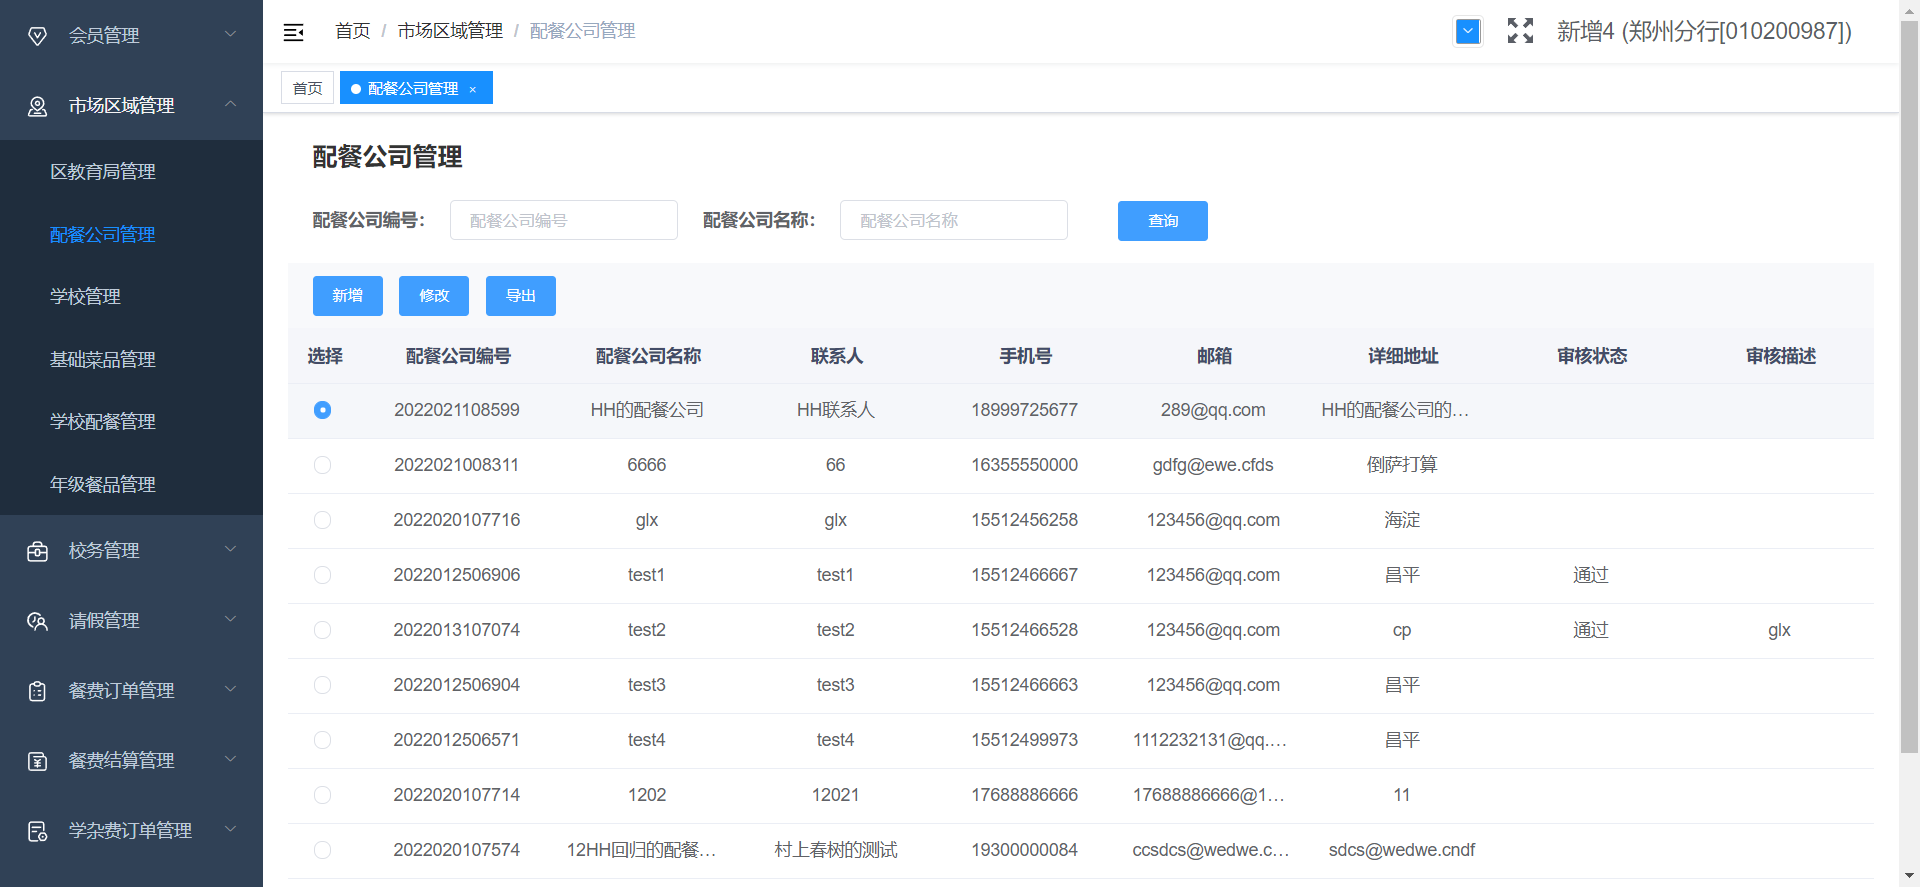 会员管理
市场区域管理
区教育局管理
配餐公司管理
学校管理
基础菜品管理
学校配餐管理
年级餐品管理
校务管理
请假管理
餐费订单管理
餐费结算管理
学杂费订单管理
首页 / 市场区域管理 / 配餐公司管理
新增4 (郑州分行[010200987])
首页 配餐公司管理 ×
配餐公司管理
配餐公司编号： 配餐公司编号 配餐公司名称： 配餐公司名称 查询
新增 修改 导出
选择 配餐公司编号 配餐公司名称 联系人 手机号 邮箱 详细地址 审核状态 审核描述
2022021108599 HH的配餐公司 HH联系人 18999725677 289@qq.com HH的配餐公司的…
2022021008311 6666 66 16355550000 gdfg@ewe.cfds 倒萨打算
2022020107716 glx glx 15512456258 123456@qq.com 海淀
2022012506906 test1 test1 15512466667 123456@qq.com 昌平 通过
2022013107074 test2 test2 15512466528 123456@qq.com cp 通过 glx
2022012506904 test3 test3 15512466663 123456@qq.com 昌平
2022012506571 test4 test4 15512499973 1112232131@qq.… 昌平
2022020107714 1202 12021 17688886666 17688886666@1… 11
2022020107574 12HH回归的配餐… 村上春树的测试 19300000084 ccsdcs@wedwe.c… sdcs@wedwe.cndf